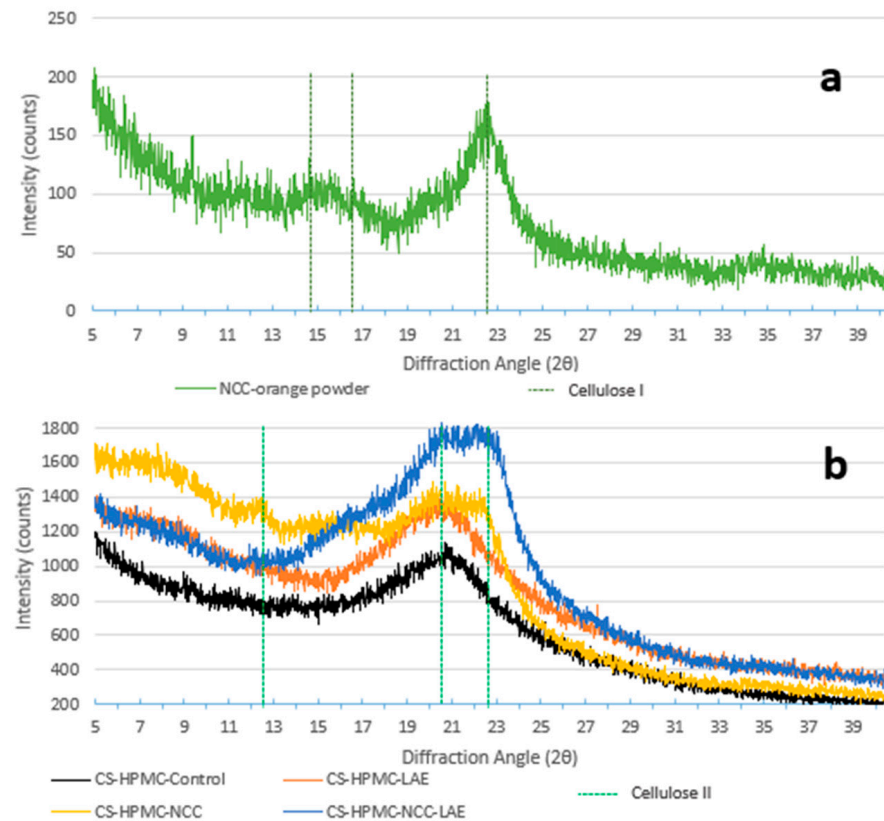 250
200
150
100
50
0
Intensity (counts)
a
5 7 9 11 13 15 17 19 21 23 25 27 29 31 33 35 37 39
Diffraction Angle (2θ)
NCC-orange powder Cellulose I
1800
1600
1400
1200
1000
800
600
400
200
Intensity (counts)
b
5 7 9 11 13 15 17 19 21 23 25 27 29 31 33 35 37 39
Diffraction Angle (2θ)
CS-HPMC-Control CS-HPMC-LAE
Cellulose II
CS-HPMC-NCC CS-HPMC-NCC-LAE